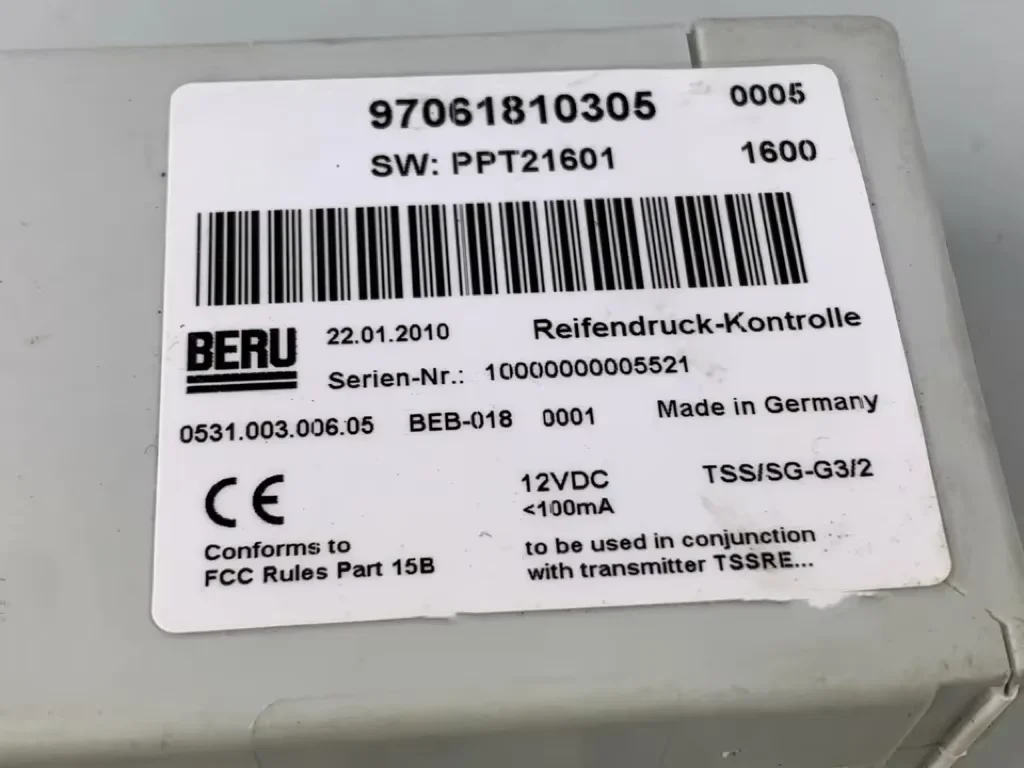 97061810305 0005
SW: PPT21601 1600
BERU 22.01.2010 Reifendruck-Kontrolle
Serien-Nr.: 10000000005521
0531.003.006.05 BEB-018 0001 Made in Germany
CE 12VDC TSS/SG-G3/2
<100mA
Conforms to to be used in conjunction
FCC Rules Part 15B with transmitter TSSRE...